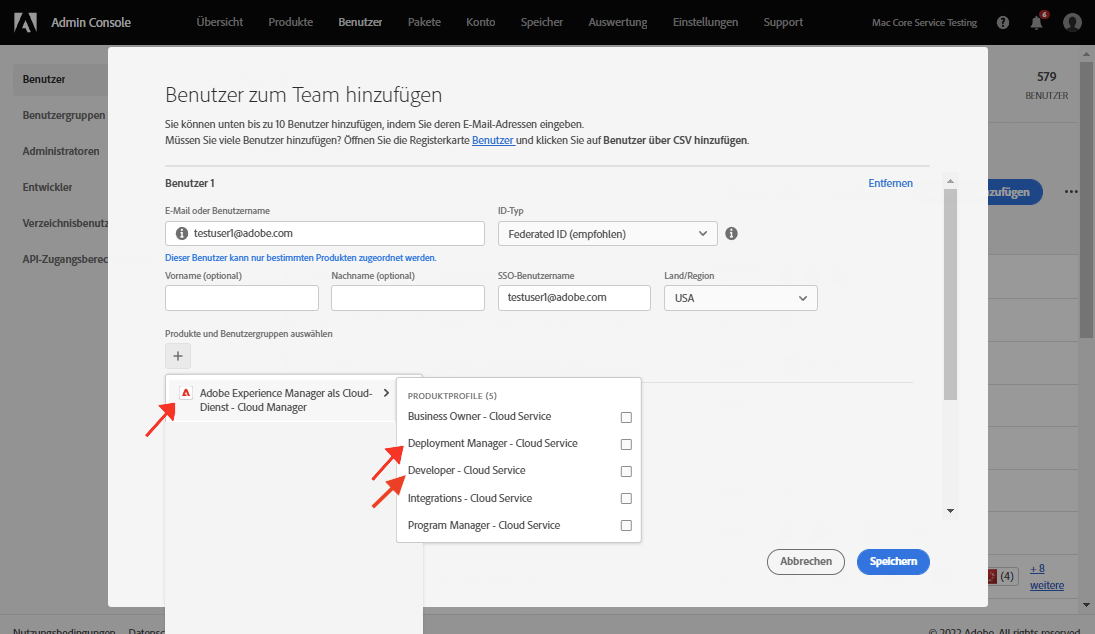 Admin Console
Übersicht Produkte Benutzer Pakete Konto Speicher Auswertung Einstellungen Support
Mac Core Service Testing
6
Benutzer
Benutzergruppen
Administratoren
Entwickler
Verzeichnisbenutz
API-Zugangsberec
579
BENUTZER
zufügen
Benutzer zum Team hinzufügen
Sie können unten bis zu 10 Benutzer hinzufügen, indem Sie deren E-Mail-Adressen eingeben.
Müssen Sie viele Benutzer hinzufügen? Öffnen Sie die Registerkarte Benutzer und klicken Sie auf Benutzer über CSV hinzufügen.
Benutzer 1
Entfernen
E-Mail oder Benutzername
ID-Typ
testuser1@adobe.com
Federated ID (empfohlen)
Dieser Benutzer kann nur bestimmten Produkten zugeordnet werden.
Vorname (optional) Nachname (optional) SSO-Benutzername Land/Region
testuser1@adobe.com
USA
Produkte und Benutzergruppen auswählen
Adobe Experience Manager als Cloud-
Dienst - Cloud Manager
PRODUKTPROFILE (5)
Business Owner - Cloud Service
Deployment Manager - Cloud Service
Developer - Cloud Service
Integrations - Cloud Service
Program Manager - Cloud Service
Abbrechen
Speichern
(4)
+ 8
weitere
Nutzungsbedingungen Datensc
© 2022 Adobe. All rights reserved.